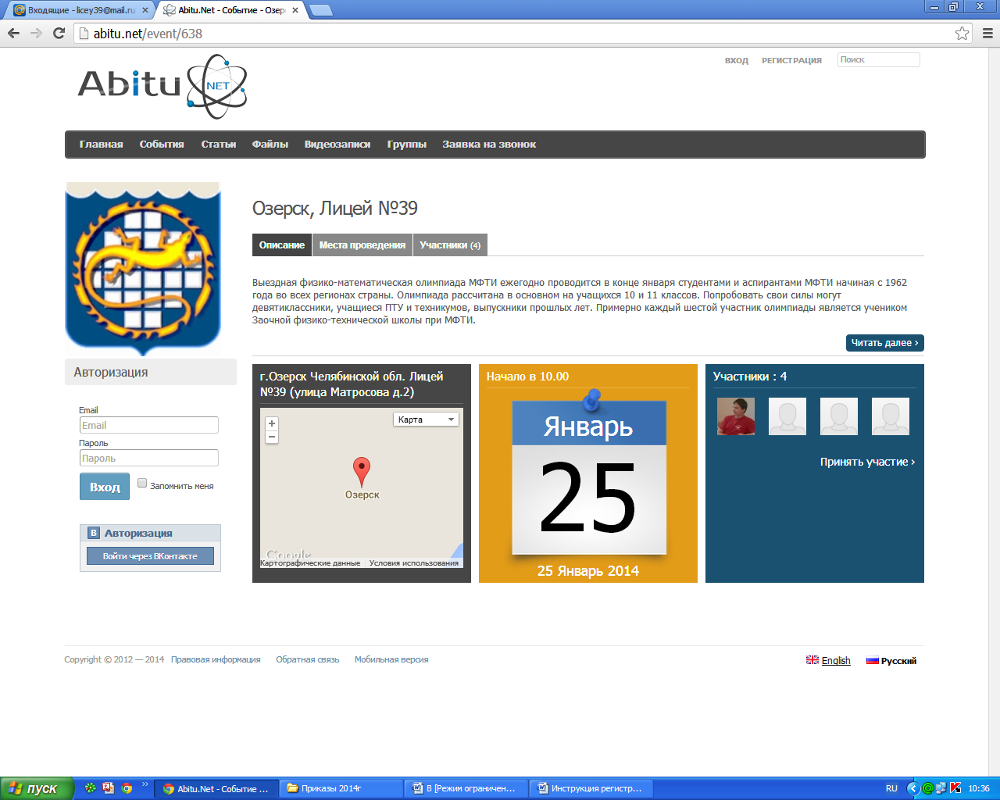 Входящие - licey39@mail.ru
Abitu.Net - Событие - Озер
abitu.net/event/638
Abitu NET
ВХОД РЕГИСТРАЦИЯ Поиск
Главная События Статьи Файлы Видеозаписи Группы Заявка на звонок
Озерск, Лицей №39
Описание Места проведения Участники (4)
Выездная физико-математическая олимпиада МФТИ ежегодно проводится в конце января студентами и аспирантами МФТИ начиная с 1962
года во всех регионах страны. Олимпиада рассчитана в основном на учащихся 10 и 11 классов. Попробовать свои силы могут
девятиклассники, учащиеся ПТУ и техникумов, выпускники прошлых лет. Примерно каждый шестой участник олимпиады является учеником
Заочной физико-технической школы при МФТИ.
Читать далее ›
Авторизация
Email
Email
Пароль
Пароль
Вход Запомнить меня
В Авторизация
Войти через ВКонтакте
г.Озерск Челябинской обл. Лицей
№39 (улица Матросова д.2)
+
Карта
−
Озерск
Google
Картографические данные Условия использования
Начало в 10.00
Январь
25
25 Январь 2014
Участники : 4
Принять участие ›
Copyright © 2012 — 2014 Правовая информация Обратная связь Мобильная версия
English Русский
пуск
Abitu.Net - Событие ...
Приказы 2014г
В [Режим ограничен...
Инструкция регистр...
RU
10:36